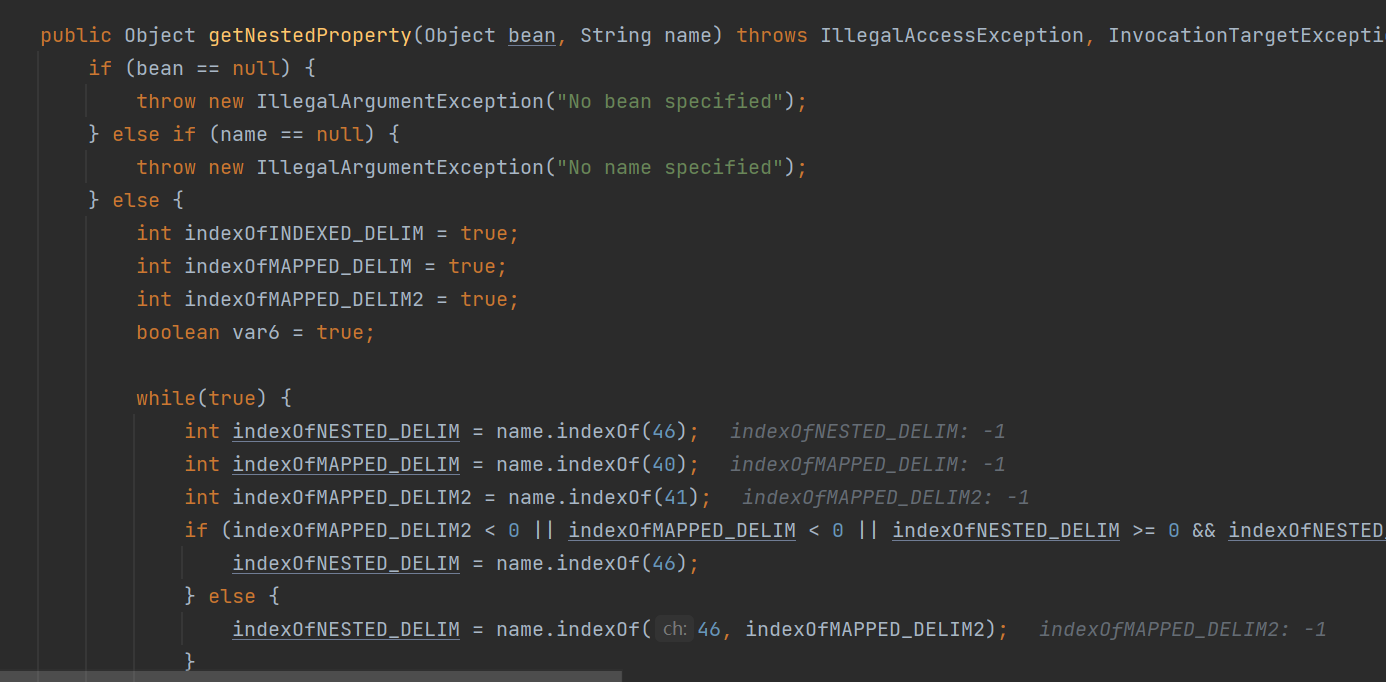 public Object getNestedProperty(Object bean, String name) throws IllegalAccessException, InvocationTargetExcepti
if (bean == null) {
throw new IllegalArgumentException("No bean specified");
} else if (name == null) {
throw new IllegalArgumentException("No name specified");
} else {
int indexOfINDEXED_DELIM = true;
int indexOfMAPPED_DELIM = true;
int indexOfMAPPED_DELIM2 = true;
boolean var6 = true;
while(true) {
int indexOfNESTED_DELIM = name.indexOf(46); indexOfNESTED_DELIM: -1
int indexOfMAPPED_DELIM = name.indexOf(40); indexOfMAPPED_DELIM: -1
int indexOfMAPPED_DELIM2 = name.indexOf(41); indexOfMAPPED_DELIM2: -1
if (indexOfMAPPED_DELIM2 < 0 || indexOfMAPPED_DELIM < 0 || indexOfNESTED_DELIM >= 0 && indexOfNESTED_
indexOfNESTED_DELIM = name.indexOf(46);
} else {
indexOfNESTED_DELIM = name.indexOf( ch: 46, indexOfMAPPED_DELIM2); indexOfMAPPED_DELIM2: -1
}